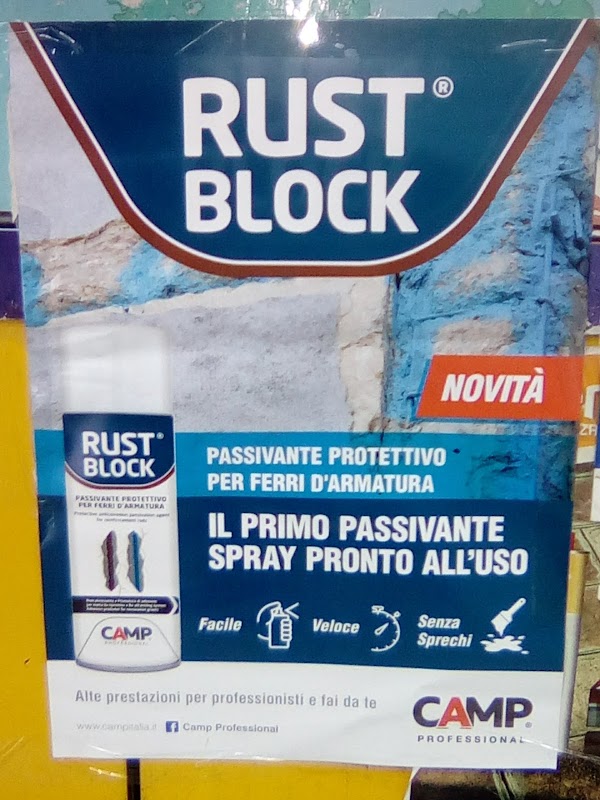 RUST®
BLOCK
NOVITÀ
RUST®
BLOCK
PASSIVANTE PROTETTIVO
PER FERRI D'ARMATURA
CAMP
PROFESSIONAL
PASSIVANTE PROTETTIVO
PER FERRI D'ARMATURA
IL PRIMO PASSIVANTE
SPRAY PRONTO ALL'USO
Facile
Veloce
Senza
Sprechi
Alte prestazioni per professionisti e fai da te
www.campitalia.it
Camp Professional
CAMP®
PROFESSIONAL